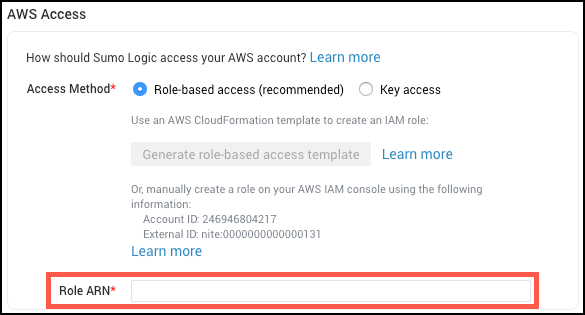 AWS Access
How should Sumo Logic access your AWS account? Learn more
Access Method* Role-based access (recommended) Key access
Use an AWS CloudFormation template to create an IAM role:
Generate role-based access template Learn more
Or, manually create a role on your AWS IAM console using the following
information:
Account ID: 246946804217
External ID: nite:0000000000000131
Learn more
Role ARN*